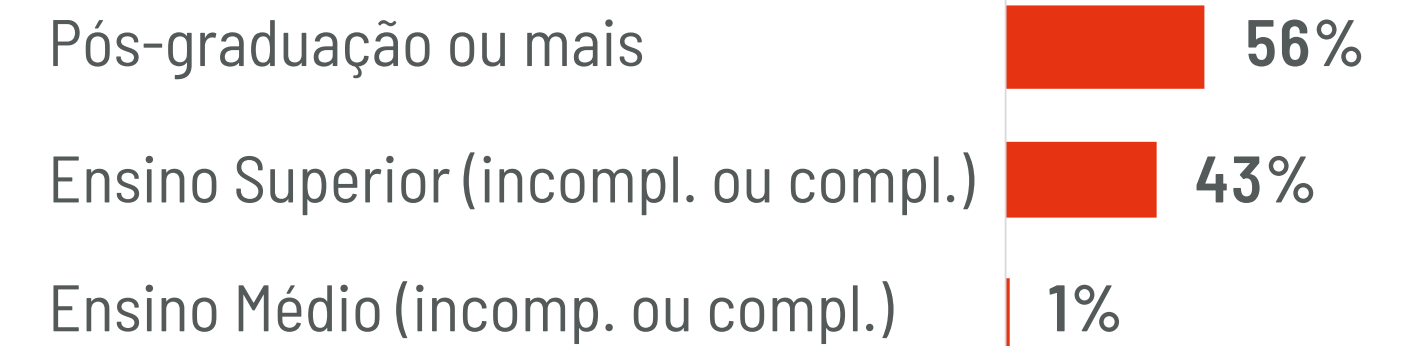 Pós-graduação ou mais 56%
Ensino Superior (incompl. ou compl.) 43%
Ensino Médio (incomp. ou compl.) 1%